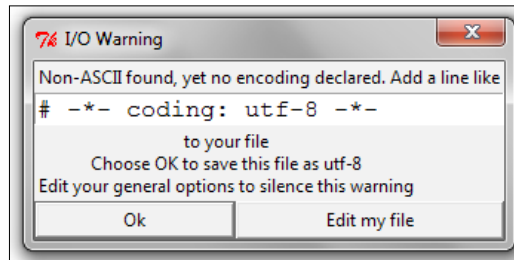 I/O Warning
Non-ASCII found, yet no encoding declared. Add a line like
# -*- coding: utf-8 -*-
to your file
Choose OK to save this file as utf-8
Edit your general options to silence this warning
Ok
Edit my file